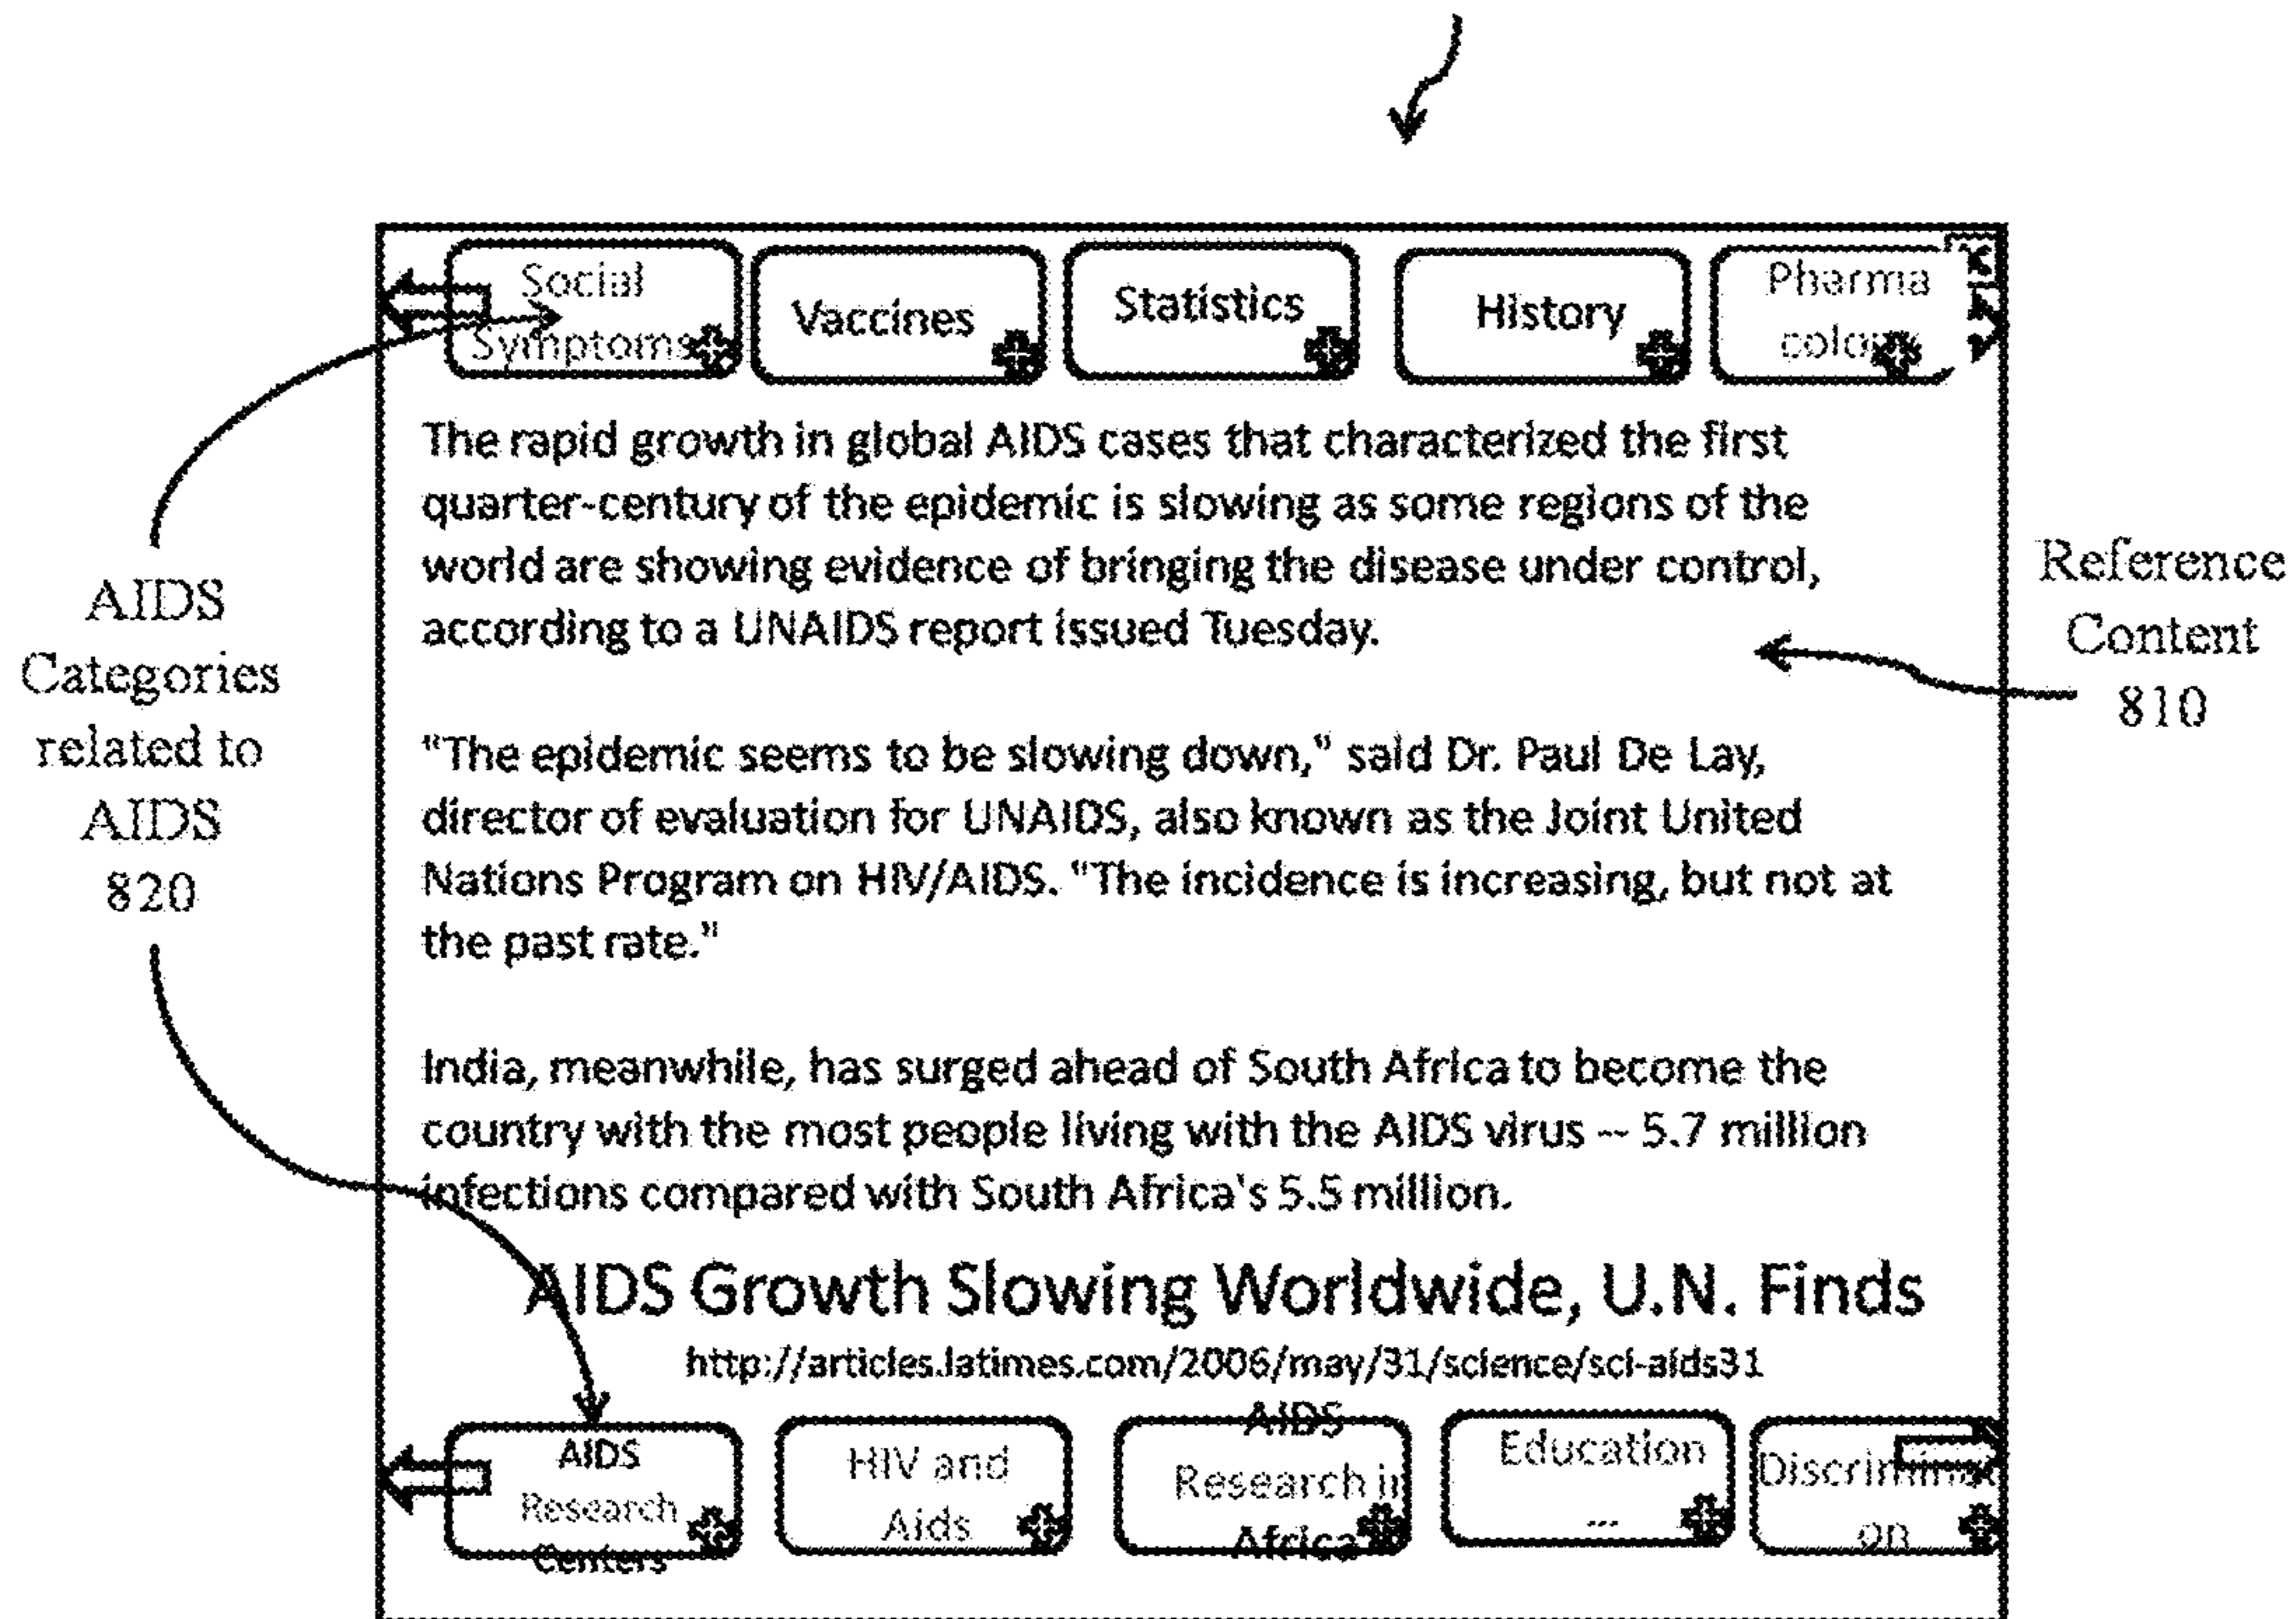 Social
Symptoms
Vaccines
Statistics
History
Pharma
The rapid growth in global AIDS cases that characterized the first
quarter-century of the epidemic is slowing as some regions of the
world are showing evidence of bringing the disease under control,
according to a UNAIDS report issued Tuesday.
"The epidemic seems to be slowing down," said Dr. Paul De Lay,
director of evaluation for UNAIDS, also known as the Joint United
Nations Program on HIV/AIDS. "The incidence is increasing, but not at
the past rate."
India, meanwhile, has surged ahead of South Africa to become the
country with the most people living with the AIDS virus -- 5.7 million
infections compared with South Africa's 5.5 million.
AIDS Growth Slowing Worldwide, U.N. Finds
http://articles.latimes.com/2006/may/31/science/sci-aids31
AIDS
Research
Centers
HIV and
Aids
AIDS
Research in
Africa
Education
...
on
AIDS
Categories
related to
AIDS
820
Reference
Content
810